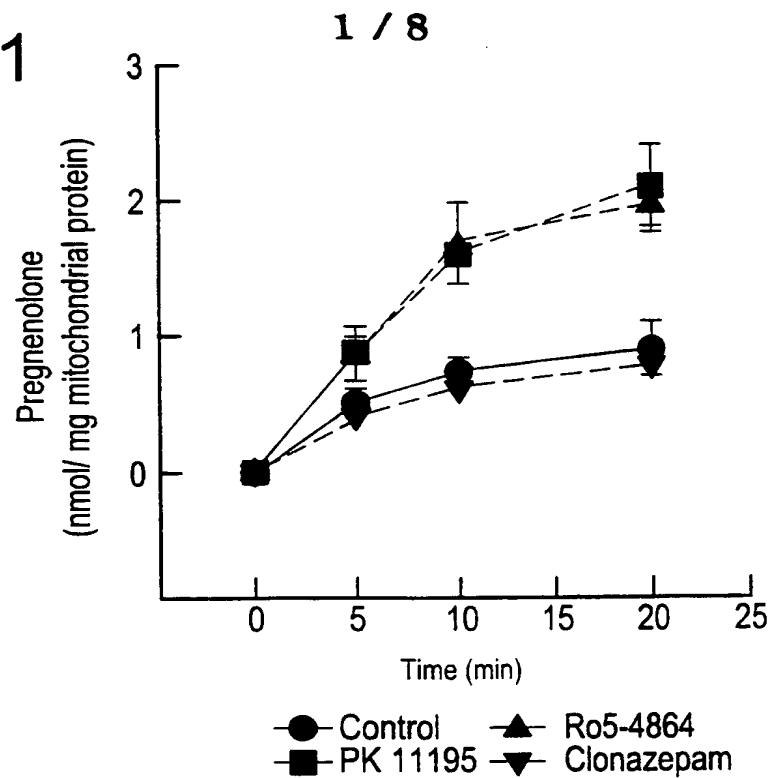 1 / 8
1
3
2
1
0
Pregnenolone
(nmol/ mg mitochondrial protein)
0 5 10 15 20 25
Time (min)
Control Ro5-4864
PK 11195 Clonazepam